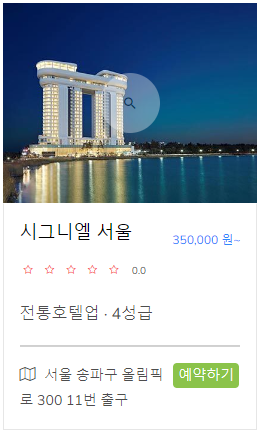 시그니엘 서울
350,000 원~
0.0
전통호텔업 · 4성급
서울 송파구 올림픽
로 300 11번 출구
예약하기